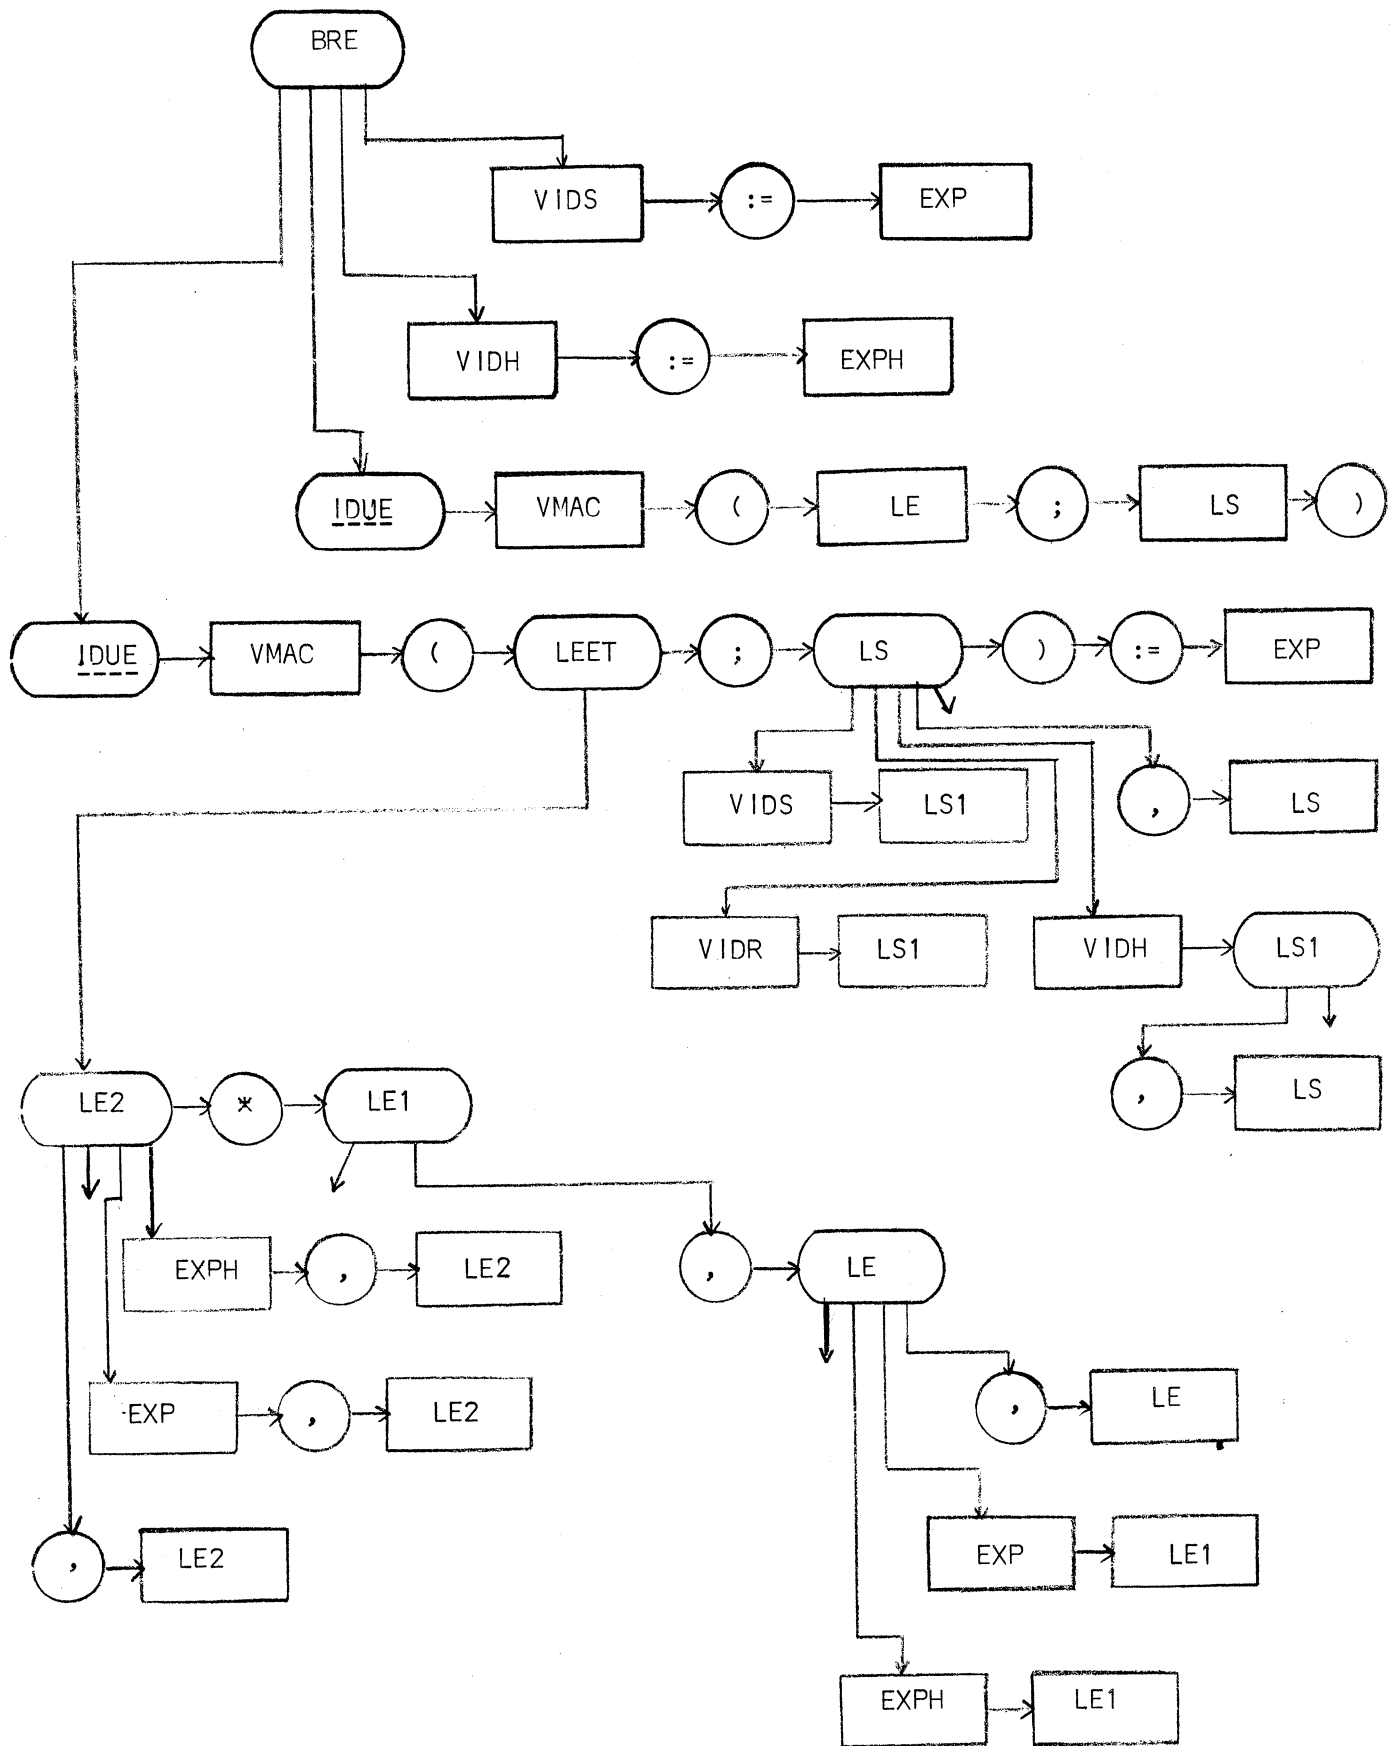 BRE
VIDS := EXP
VIDH := EXPH
IDUE VMAC ( LE ; LS )
IDUE VMAC ( LEET ; LS ) := EXP
VIDS LS1 , LS
VIDR LS1 VIDH LS1
LE2 * LE1 , LS
EXPH , LE2 , LE
EXP , LE2 , LE
EXP LE1
, LE2
EXPH LE1